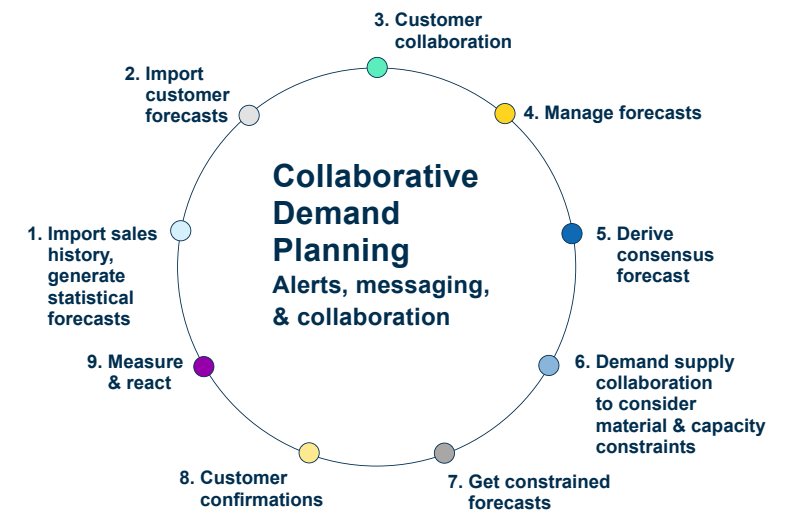 Collaborative
Demand
Planning
Alerts, messaging,
& collaboration
1. Import sales
history,
generate
statistical
forecasts
2. Import
customer
forecasts
3. Customer
collaboration
4. Manage forecasts
5. Derive
consensus
forecast
6. Demand supply
collaboration
to consider
material & capacity
constraints
7. Get constrained
forecasts
8. Customer
confirmations
9. Measure
& react